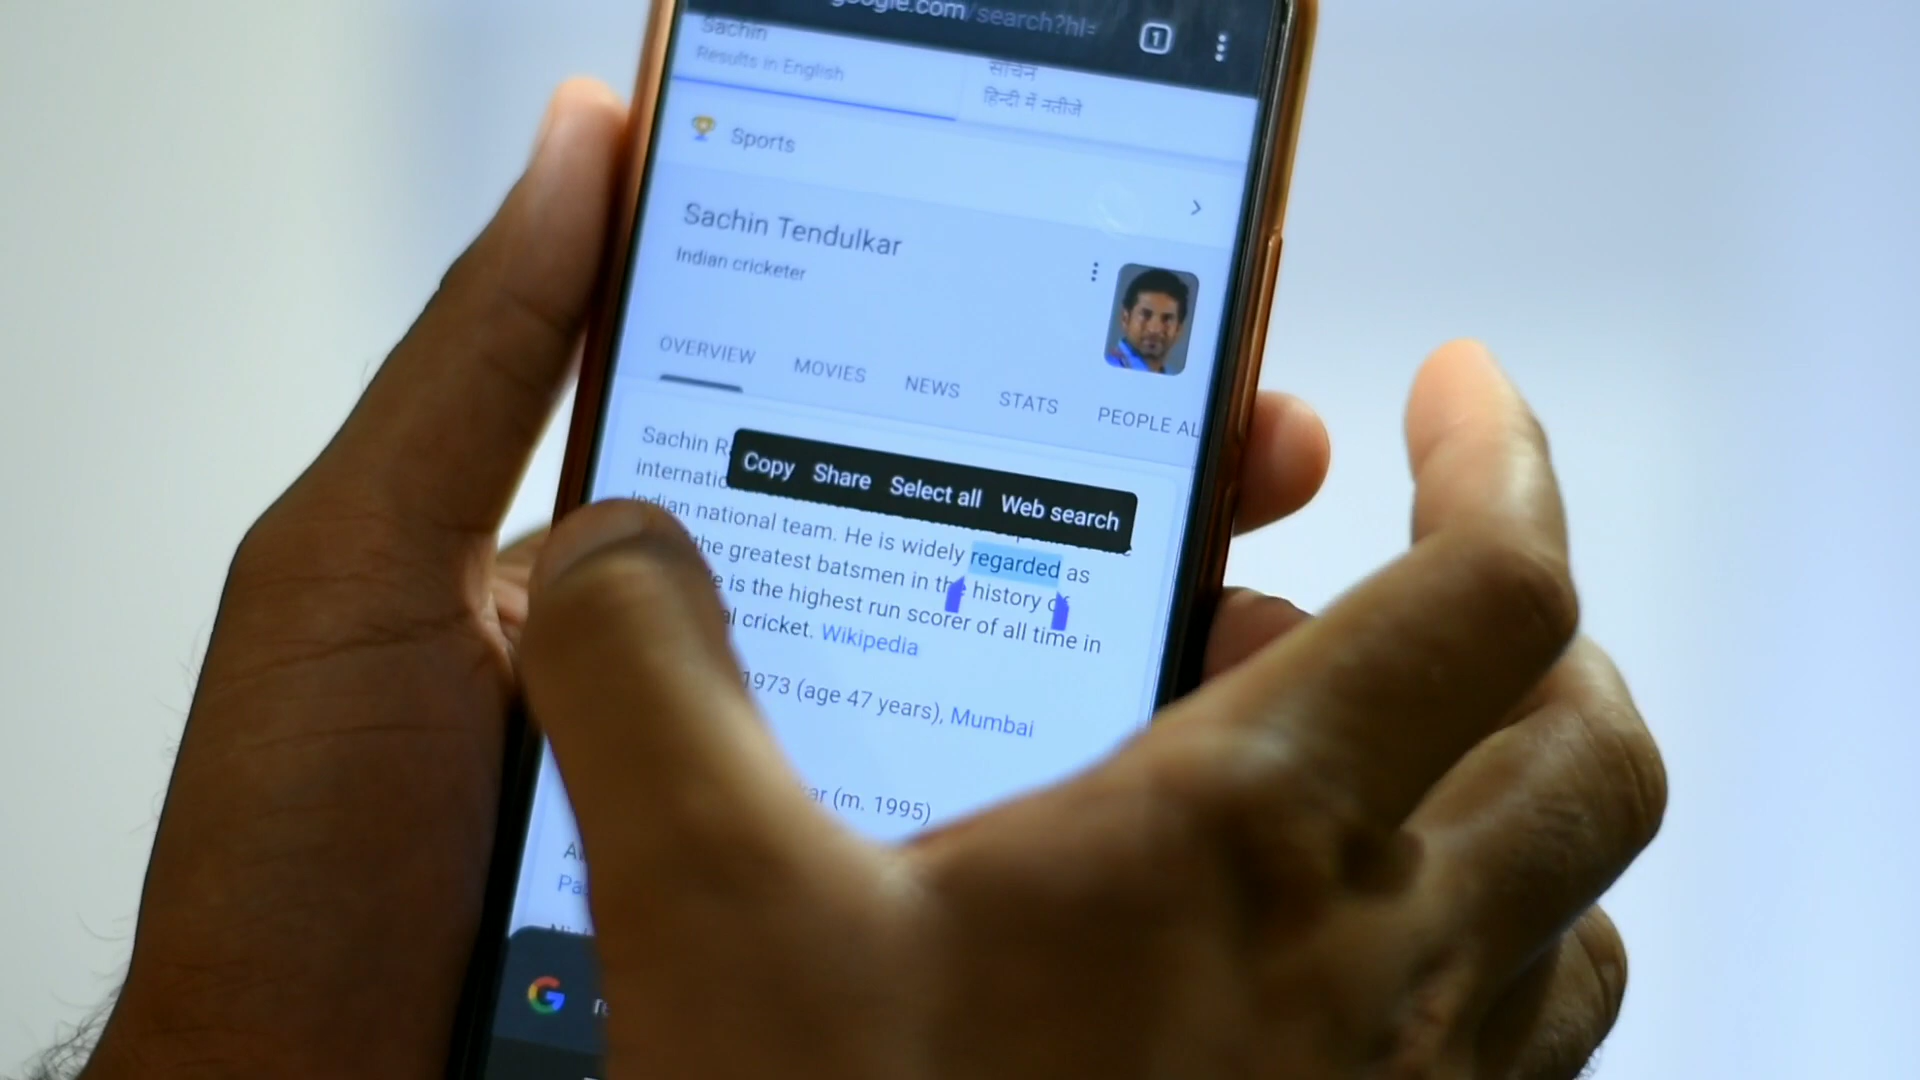 google.com/search?hl=
1
Sachin
Results in English
सचिन
हिन्दी में नतीजे
Sports
Sachin Tendulkar
Indian cricketer
OVERVIEW MOVIES NEWS STATS PEOPLE AL
Copy Share Select all Web search
Sachin R
internatio
Indian national team. He is widely regarded as
the greatest batsmen in the history of
is the highest run scorer of all time in
cricket. Wikipedia
1973 (age 47 years), Mumbai
(m. 1995)
G